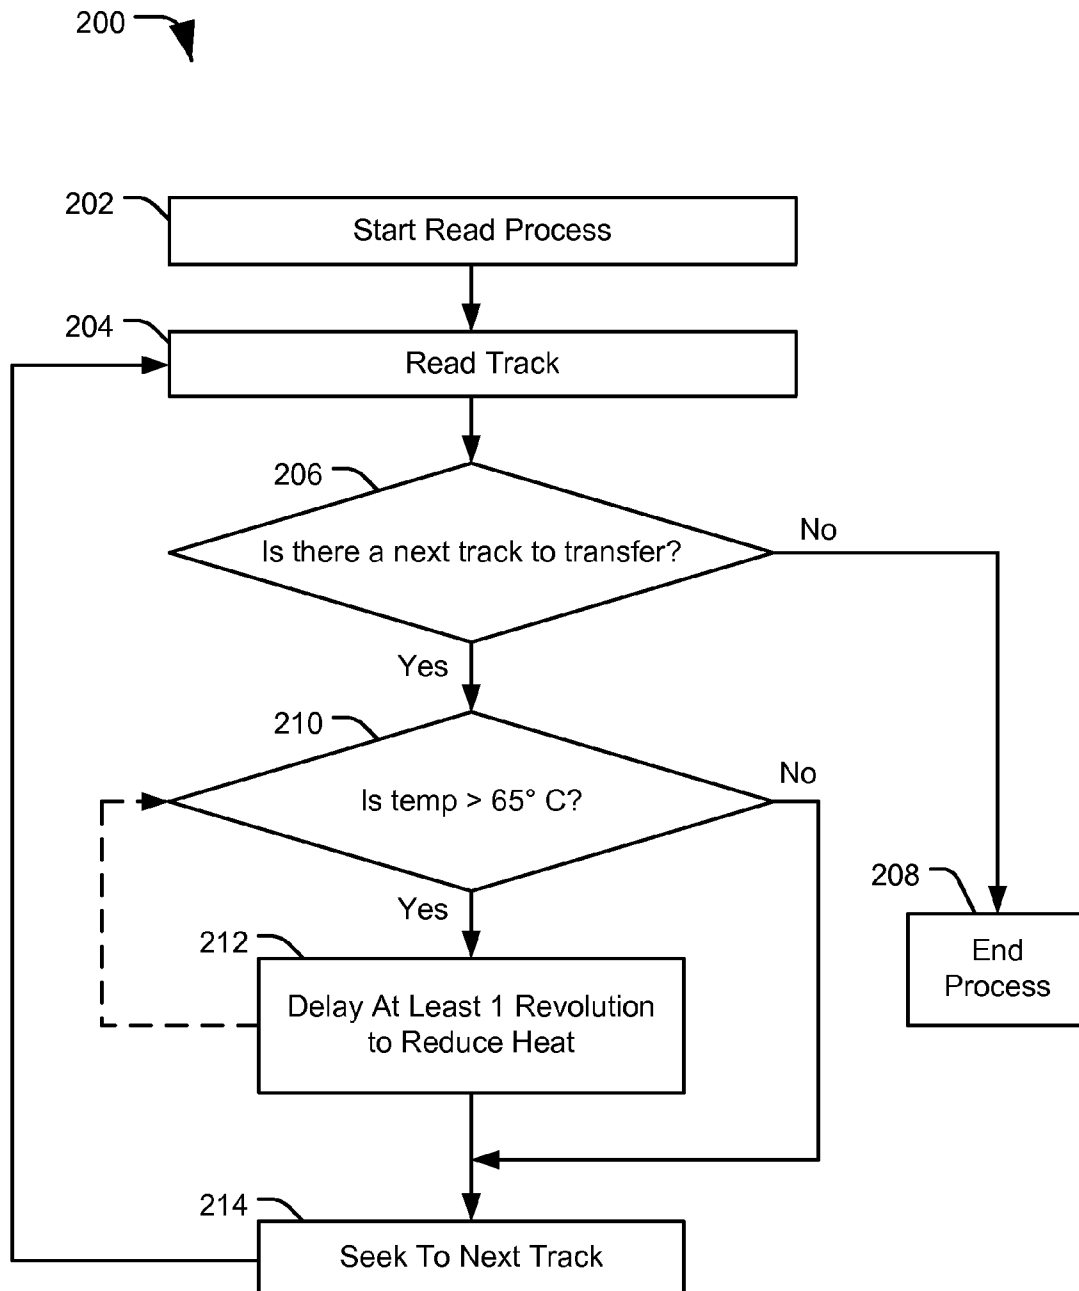 200
202
Start Read Process
204
Read Track
206
Is there a next track to transfer?
No
Yes
210
Is temp > 65° C?
No
Yes
208
End
Process
212
Delay At Least 1 Revolution
to Reduce Heat
214
Seek To Next Track